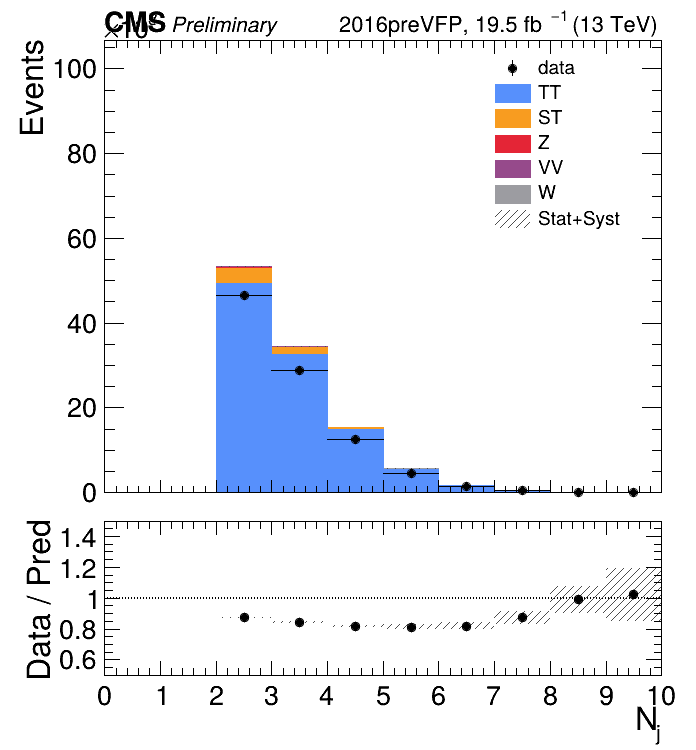 CMS Preliminary 2016preVFP, 19.5 fb⁻¹ (13 TeV)
Events
100
80
60
40
20
0
data
TT
ST
Z
VV
W
Stat+Syst
Data / Pred
1.4
1.2
1
0.8
0.6
0 1 2 3 4 5 6 7 8 9 10
N_j